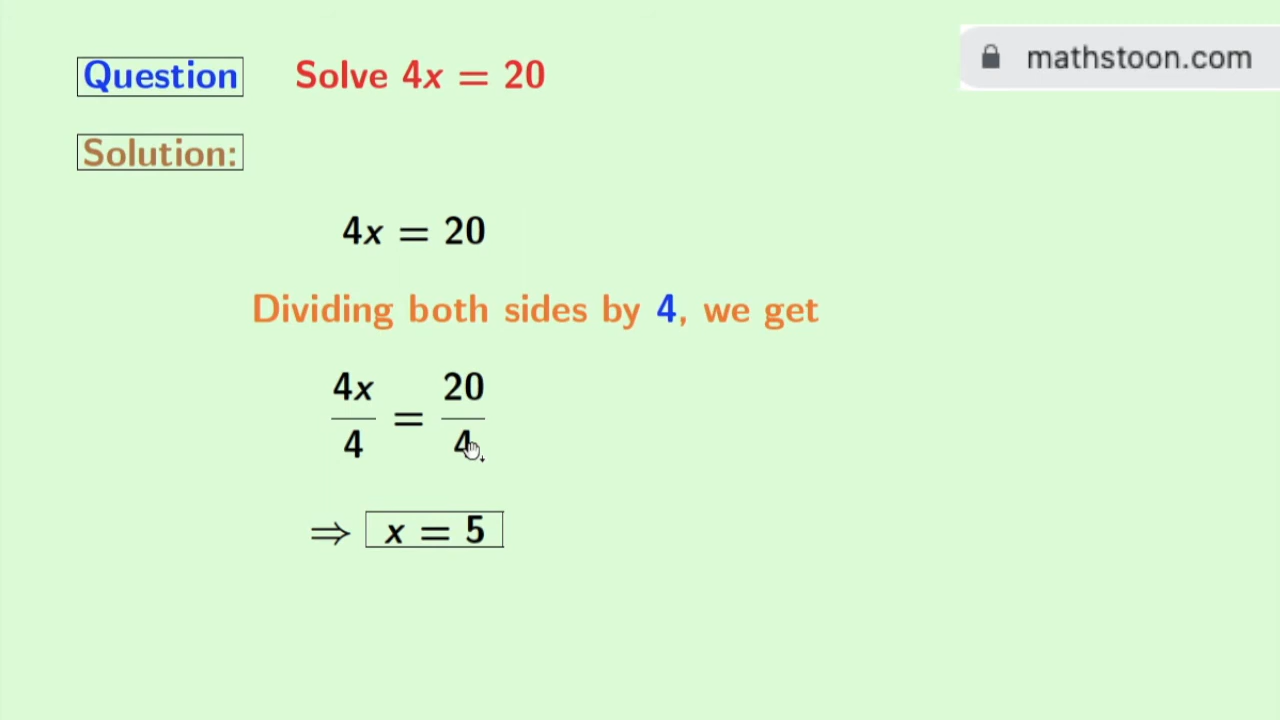 Question Solve 4x = 20
mathstoon.com
Solution:
4x = 20
Dividing both sides by 4, we get
4x/4 = 20/4
⇒ x = 5